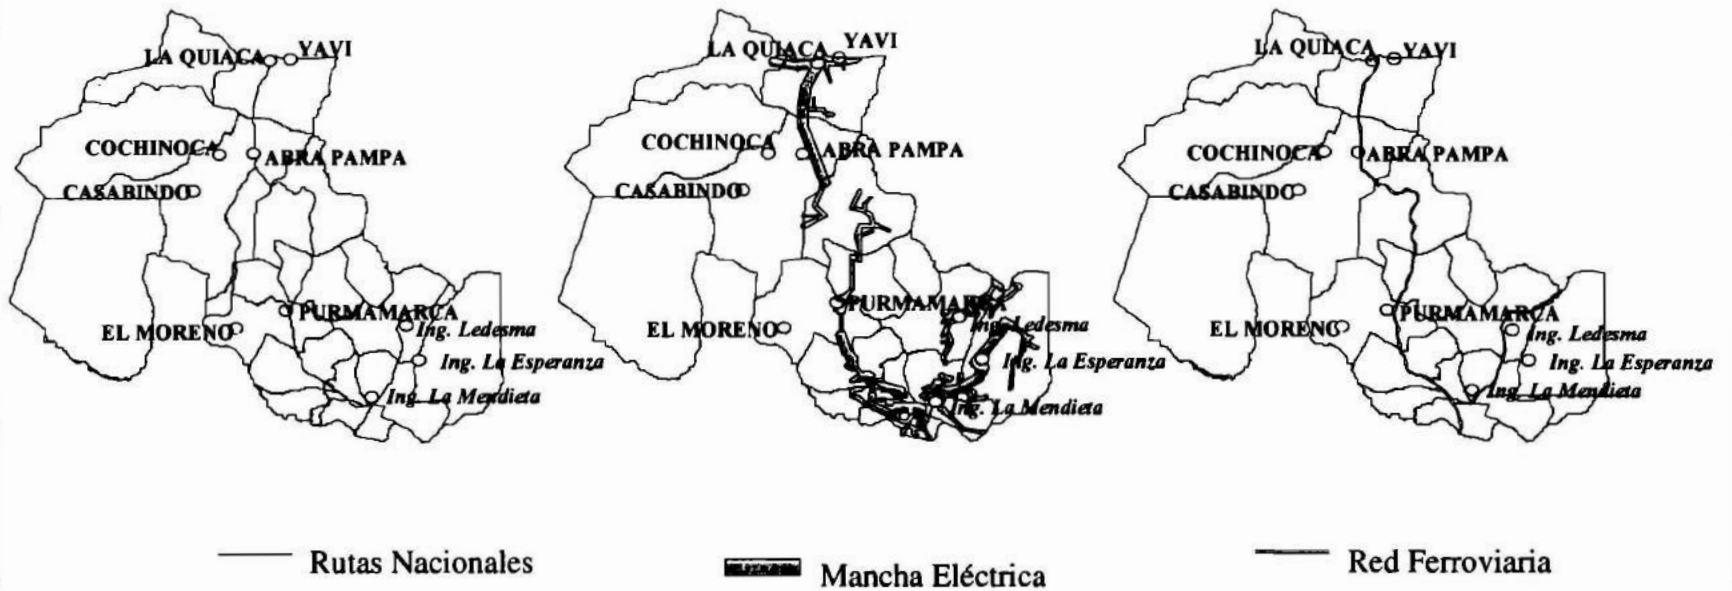 LA QUIACA
YAVI
COCHINOCA
ABRA PAMPA
CASABINDO
PURMAMARCA
EL MORENO
Ing. Ledesma
Ing. La Esperanza
Ing. La Mendieta
Rutas Nacionales
LA QUIACA
YAVI
COCHINOCA
ABRA PAMPA
CASABINDO
PURMAMARCA
EL MORENO
Ing. Ledesma
Ing. La Esperanza
Ing. La Mendieta
Mancha Eléctrica
LA QUIACA
YAVI
COCHINOCA
ABRA PAMPA
CASABINDO
PURMAMARCA
EL MORENO
Ing. Ledesma
Ing. La Esperanza
Ing. La Mendieta
Red Ferroviaria